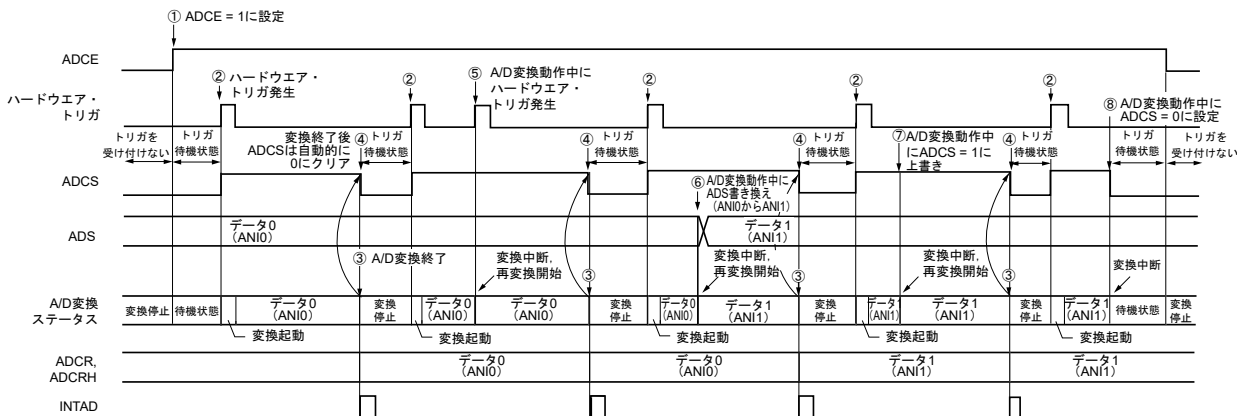 ① ADCE = 1に設定
ADCE
② ハードウエア・
トリガ発生
②
⑤ A/D変換動作中に
ハードウエア・
トリガ発生
②
②
②
⑧ A/D変換動作中に
ADCS = 0に設定
ハードウエア・
トリガ
トリガを
受け付けない
トリガ
待機状態
変換終了後
ADCSは自動的に
0にクリア
④ トリガ
待機状態
④ トリガ
待機状態
④ トリガ
待機状態
⑦A/D変換動作中
にADCS = 1に
上書き
④ トリガ
待機状態
トリガ
待機状態
トリガを
受け付けない
ADCS
⑥ A/D変換動作中に
ADS書き換え
（ANI0からANI1）
ADS
データ0
（ANI0）
データ1
（ANI1）
③ A/D変換終了
変換中断,
再変換開始
③
変換中断,
再変換開始
③
変換中断,
再変換開始
③
変換中断
A/D変換
ステータス
変換停止
待機状態
データ0
（ANI0）
変換
停止
データ0
（ANI0）
データ0
（ANI0）
変換
停止
データ0
（ANI0）
データ1
（ANI1）
変換
停止
データ1
（ANI1）
データ1
（ANI1）
変換
停止
データ1
（ANI1）
待機状態
変換
停止
変換起動
変換起動
変換起動
変換起動
変換起動
ADCR,
ADCRH
データ0
（ANI0）
データ0
（ANI0）
データ1
（ANI1）
データ1
（ANI1）
INTAD